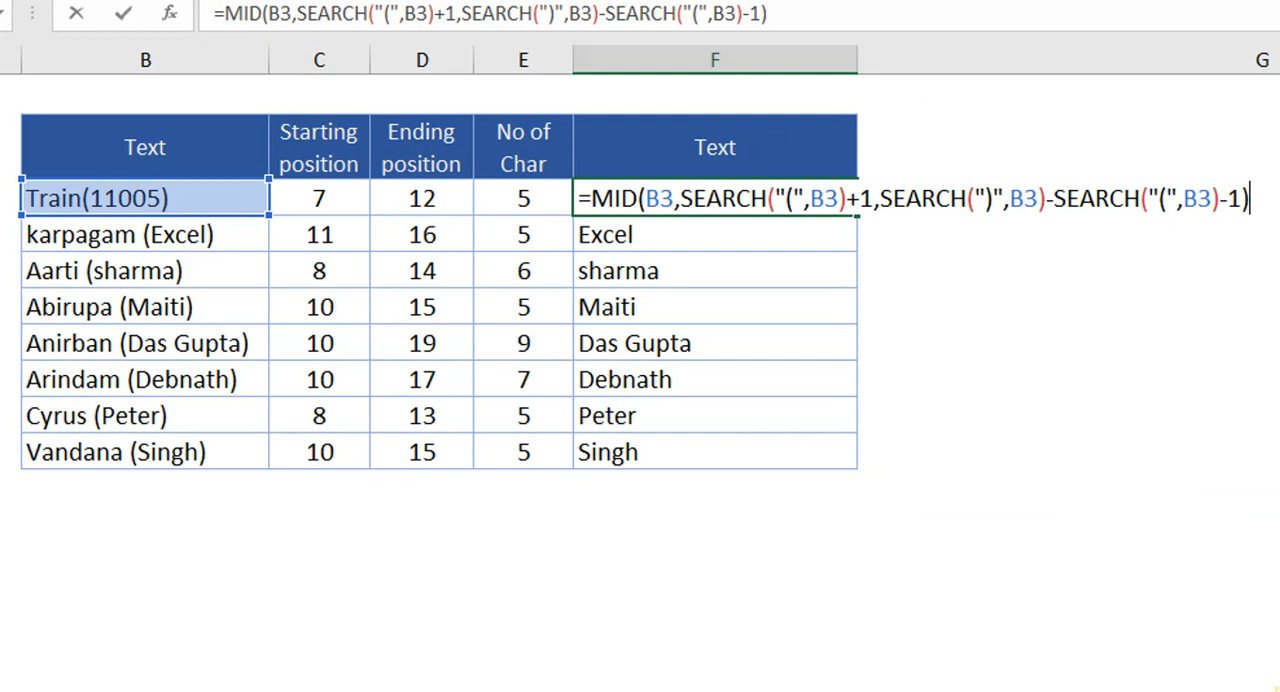 =MID(B3,SEARCH("(",B3)+1,SEARCH(")",B3)-SEARCH("(",B3)-1)
B C D E F G
Text Starting position Ending position No of Char Text
Train(11005) 7 12 5 =MID(B3,SEARCH("(",B3)+1,SEARCH(")",B3)-SEARCH("(",B3)-1)
karpagam (Excel) 11 16 5 Excel
Aarti (sharma) 8 14 6 sharma
Abirupa (Maiti) 10 15 5 Maiti
Anirban (Das Gupta) 10 19 9 Das Gupta
Arindam (Debnath) 10 17 7 Debnath
Cyrus (Peter) 8 13 5 Peter
Vandana (Singh) 10 15 5 Singh